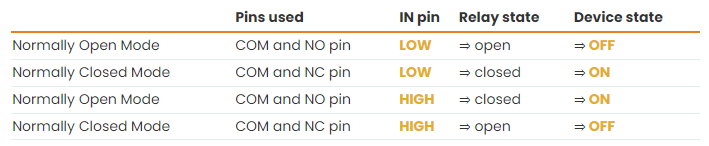 Pins used IN pin Relay state Device state
Normally Open Mode COM and NO pin LOW ⇒ open ⇒ OFF
Normally Closed Mode COM and NC pin LOW ⇒ closed ⇒ ON
Normally Open Mode COM and NO pin HIGH ⇒ closed ⇒ ON
Normally Closed Mode COM and NC pin HIGH ⇒ open ⇒ OFF